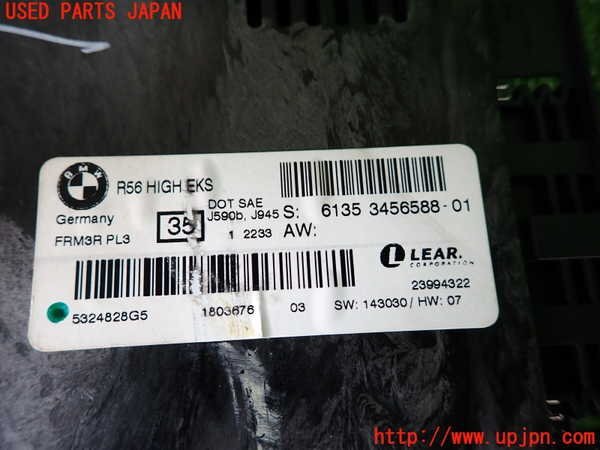 USED PARTS JAPAN
BMW
R56 HIGH EKS
Germany
FRM3R PL3
35
DOT SAE
J590b, J945
1 2233
S: 6135 3456588-01
AW:
LEAR.
CORPORATION
23994322
5324828G5
1803676
03
SW: 143030/ HW: 07
http://www.upjpn.com/